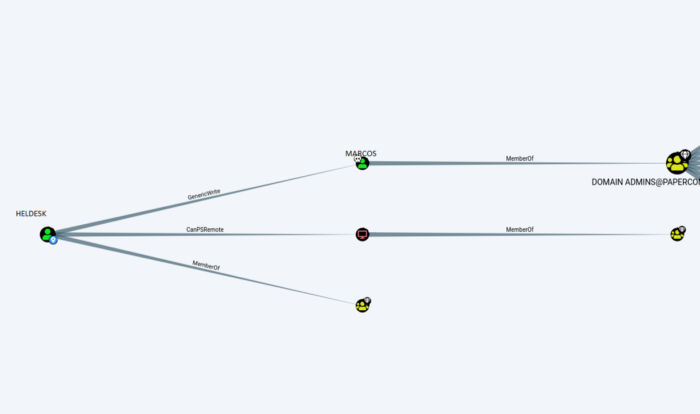 MARCOS
MemberOf
DOMAIN ADMINS@PAPERCO
GenericWrite
HELDESK
CanPSRemote
MemberOf
MemberOf